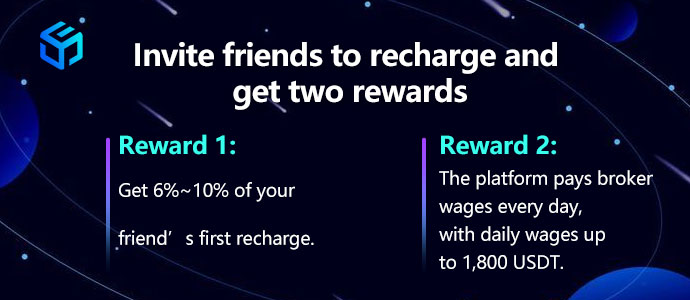 Invite friends to recharge and
get two rewards
Reward 1:
Get 6%~10% of your
friend’ s first recharge.
Reward 2:
The platform pays broker
wages every day,
with daily wages up
to 1,800 USDT.